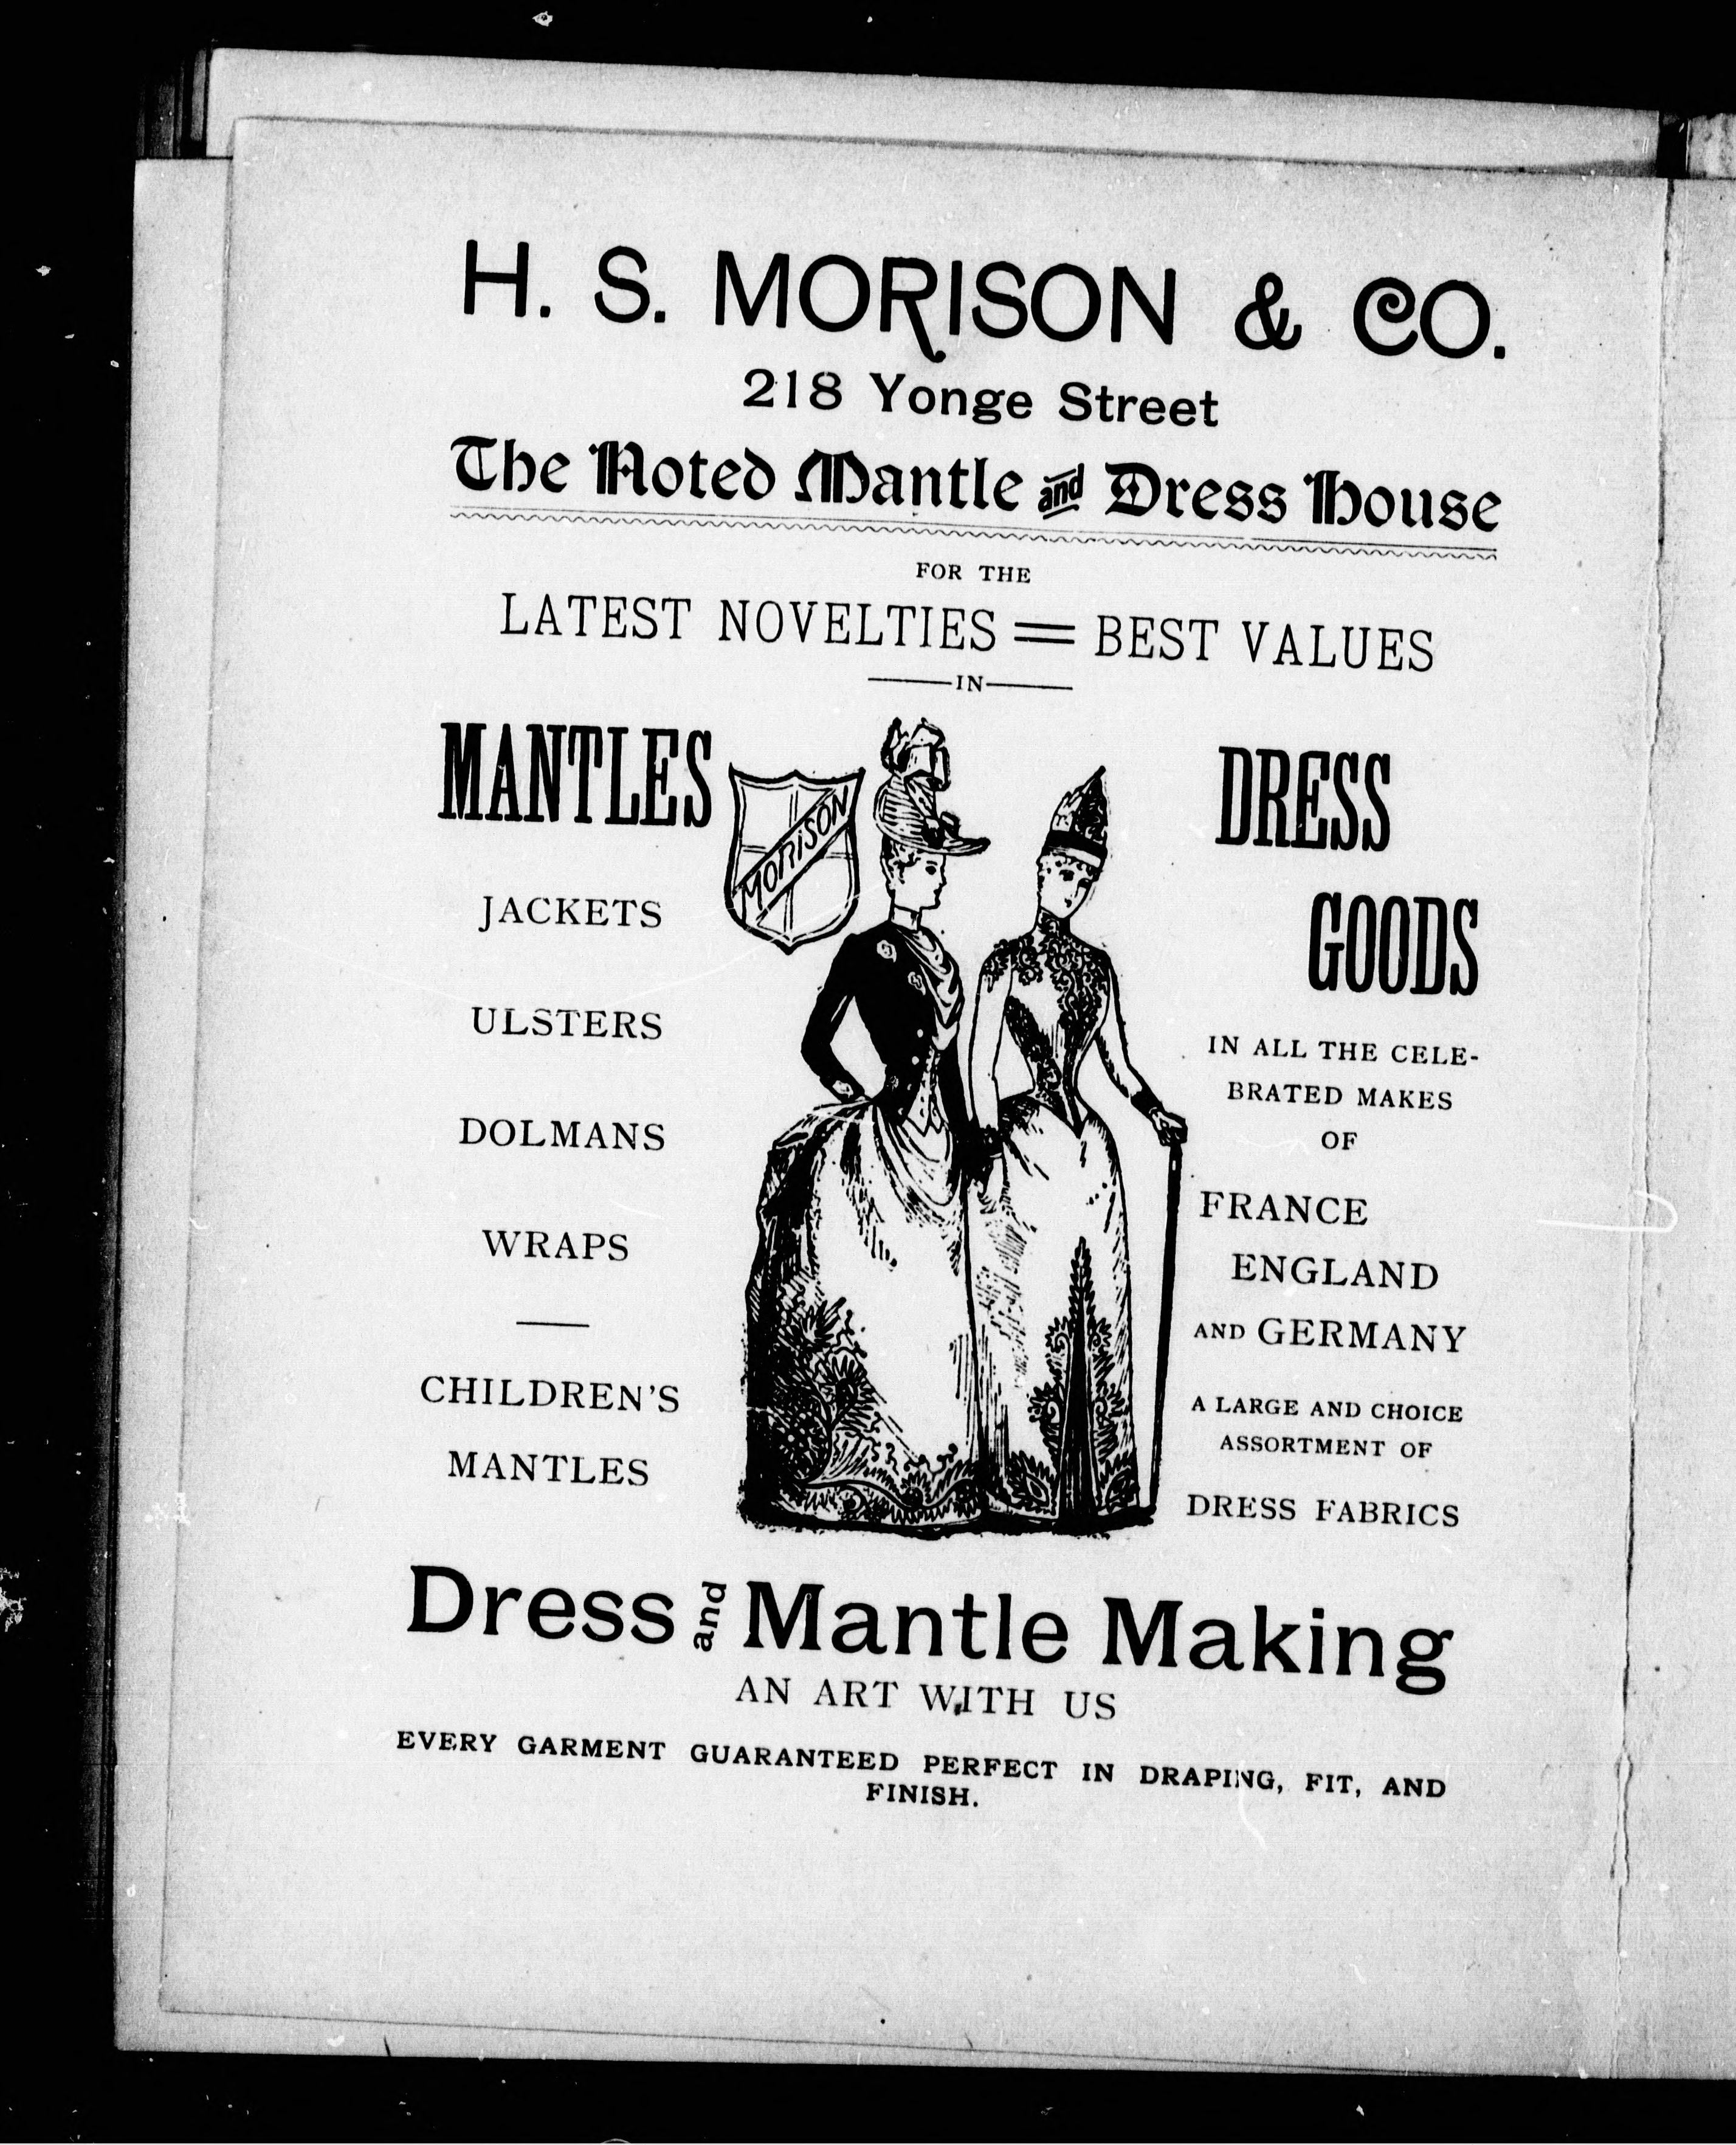 H. S. MORISON & CO.
218 Yonge Street
The Noted Mantle and Dress House
FOR THE
LATEST NOVELTIES = BEST VALUES
IN
MANTLES
JACKETS
ULSTERS
DOLMANS
WRAPS
CHILDREN'S
MANTLES
MORISON
DRESS
GOODS
IN ALL THE CELE-
BRATED MAKES
OF
FRANCE
ENGLAND
AND GERMANY
A LARGE AND CHOICE
ASSORTMENT OF
DRESS FABRICS
Dress and Mantle Making
AN ART WITH US
EVERY GARMENT GUARANTEED PERFECT IN DRAPING, FIT, AND
FINISH.